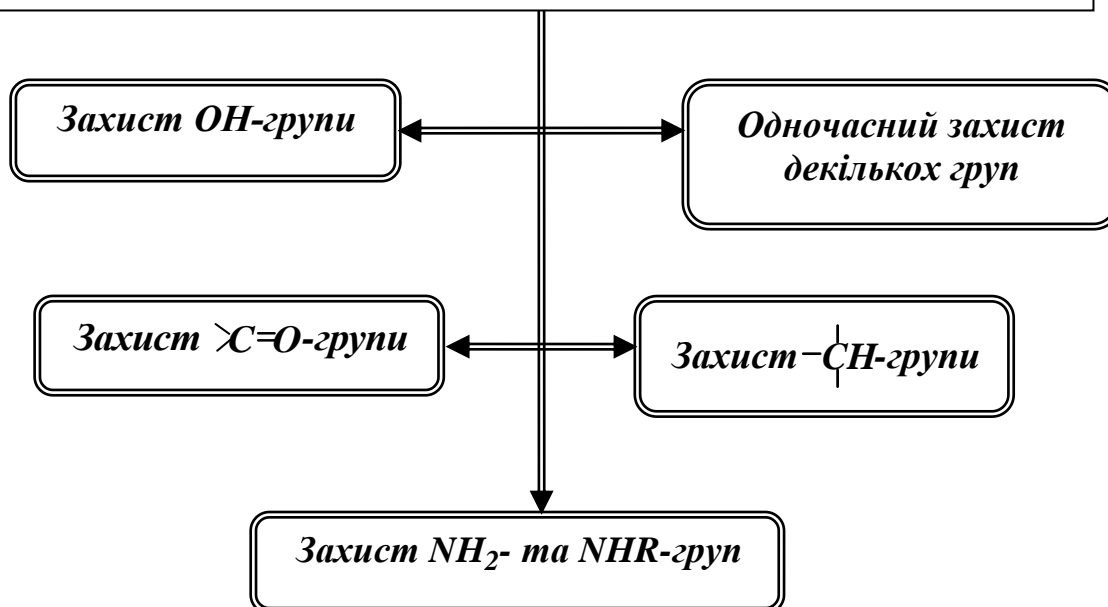 Захист ОН-групи
Одночасний захист
декількох груп
Захист >C=O-групи
Захист –CH-групи
Захист NH₂- та NHR-груп